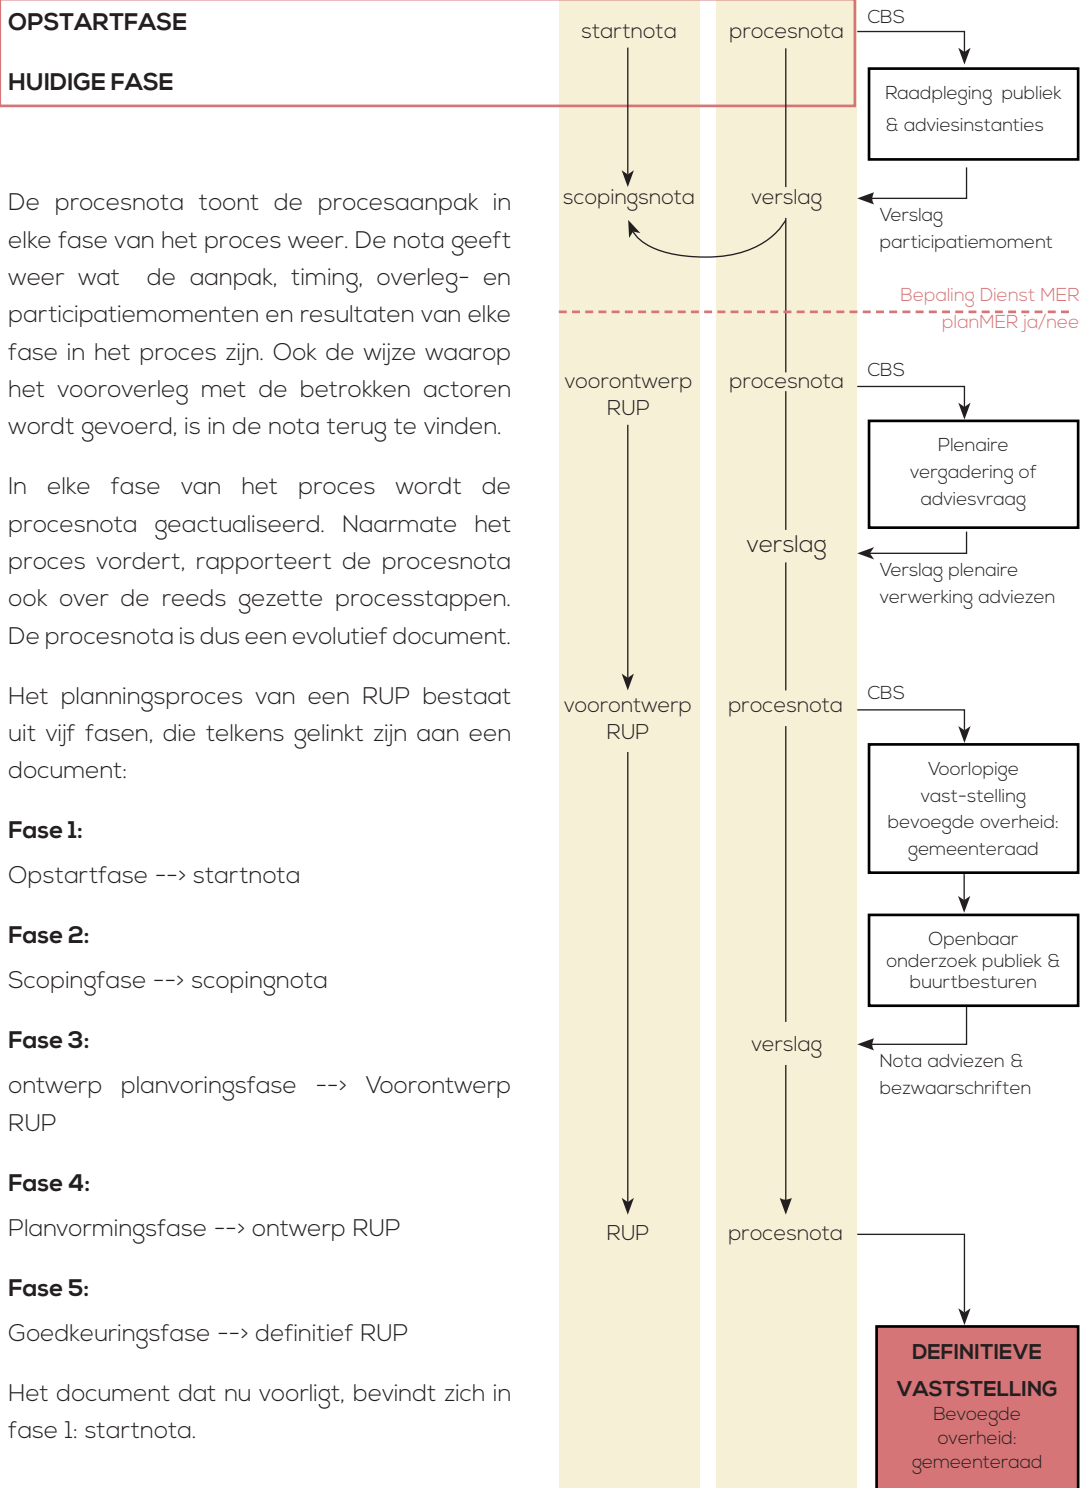 OPSTARTFASE
HUIDIGE FASE
De procesnota toont de procesaanpak in
elke fase van het proces weer. De nota geeft
weer wat de aanpak, timing, overleg- en
participatiemomenten en resultaten van elke
fase in het proces zijn. Ook de wijze waarop
het vooroverleg met de betrokken actoren
wordt gevoerd, is in de nota terug te vinden.
In elke fase van het proces wordt de
procesnota geactualiseerd. Naarmate het
proces vordert, rapporteert de procesnota
ook over de reeds gezette processtappen.
De procesnota is dus een evolutief document.
Het planningsproces van een RUP bestaat
uit vijf fasen, die telkens gelinkt zijn aan een
document:
Fase 1:
Opstartfase --> startnota
Fase 2:
Scopingfase --> scopingnota
Fase 3:
ontwerp planvoringsfase --> Voorontwerp
RUP
Fase 4:
Planvormingsfase --> ontwerp RUP
Fase 5:
Goedkeuringsfase --> definitief RUP
Het document dat nu voorligt, bevindt zich in
fase 1: startnota.
startnota
procesnota
CBS
Raadpleging publiek
& adviesinstanties
scopingsnota
verslag
Verslag
participatiemoment
Bepaling Dienst MER
planMER ja/nee
voorontwerp
RUP
procesnota
CBS
Plenaire
vergadering of
adviesvraag
verslag
Verslag plenaire
verwerking adviezen
voorontwerp
RUP
procesnota
CBS
Voorlopige
vast-stelling
bevoegde overheid:
gemeenteraad
Openbaar
onderzoek publiek &
buurtbesturen
verslag
Nota adviezen &
bezwaarschriften
RUP
procesnota
DEFINITIEVE
VASTSTELLING
Bevoegde
overheid:
gemeenteraad